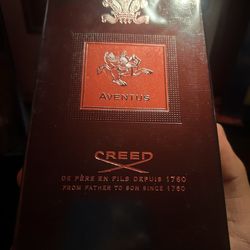 AVENTUS
CREED
DE PÈRE EN FILS DEPUIS 1760
FROM FATHER TO SON SINCE 1760